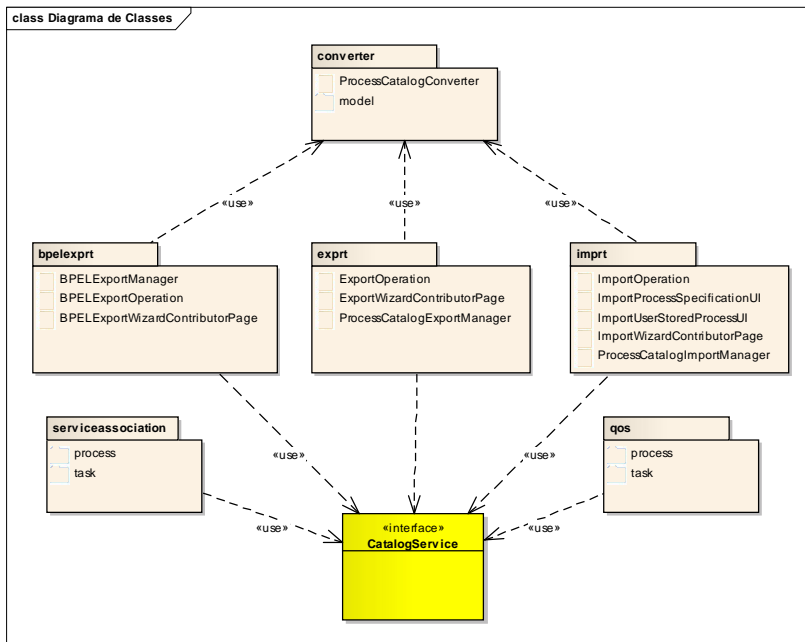 class Diagrama de Classes
converter
ProcessCatalogConverter
model
«use»
«use»
«use»
bpelexprt
BPELExportManager
BPELExportOperation
BPELExportWizardContributorPage
exprt
ExportOperation
ExportWizardContributorPage
ProcessCatalogExportManager
imprt
ImportOperation
ImportProcessSpecificationUI
ImportUserStoredProcessUI
ImportWizardContributorPage
ProcessCatalogImportManager
serviceassociation
process
task
«use»
«use»
«use»
qos
process
task
«use»
«use»
«interface»
CatalogService